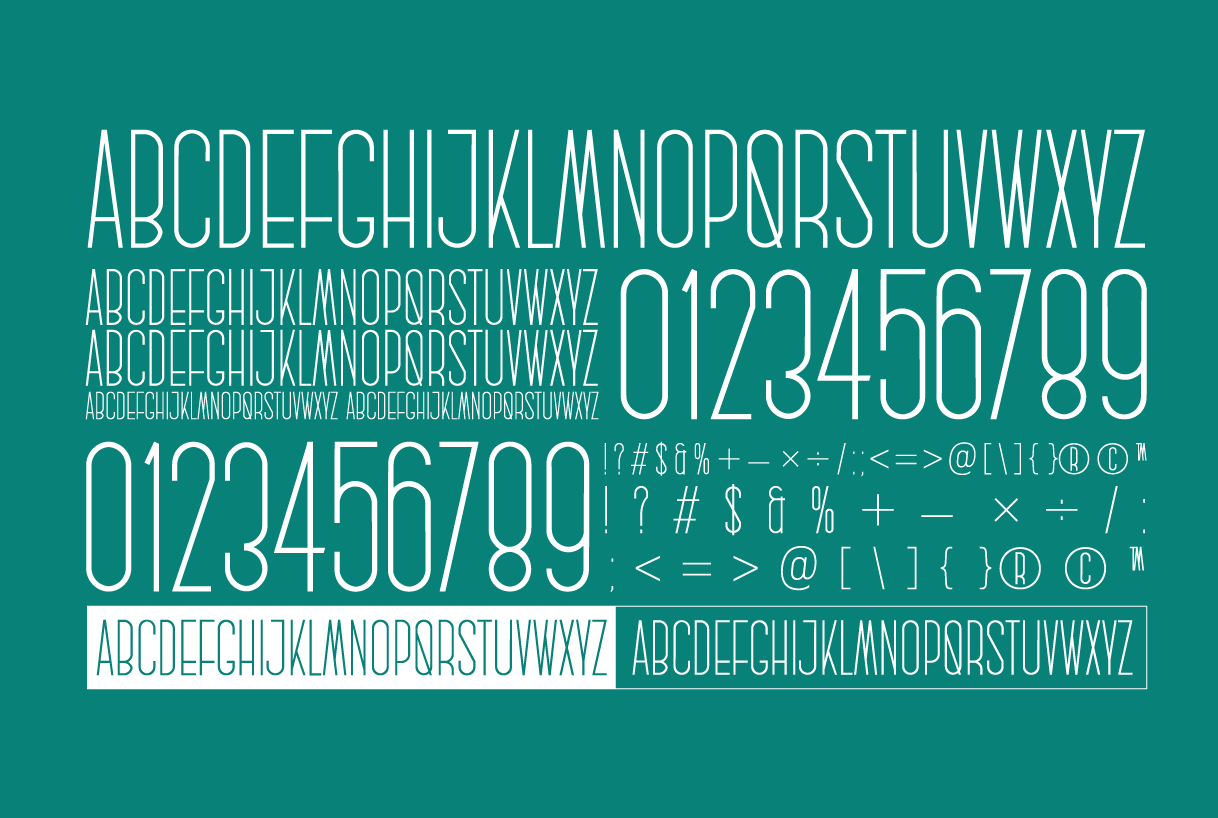 ABCDEFGHIJKLMNOPQRSTUVWXYZ
ABCDEFGHIJKLMNOPQRSTUVWXYZ
ABCDEFGHIJKLMNOPQRSTUVWXYZ
ABCDEFGHIJKLMNOPQRSTUVWXYZ ABCDEFGHIJKLMNOPQRSTUVWXYZ
0123456789
0123456789
!?#$&%+–×÷/:;<=>@[\]{}®©™
! ? # $ & % + – × ÷ / :
; < = > @ [ \ ] { } ® © ™
ABCDEFGHIJKLMNOPQRSTUVWXYZ
ABCDEFGHIJKLMNOPQRSTUVWXYZ